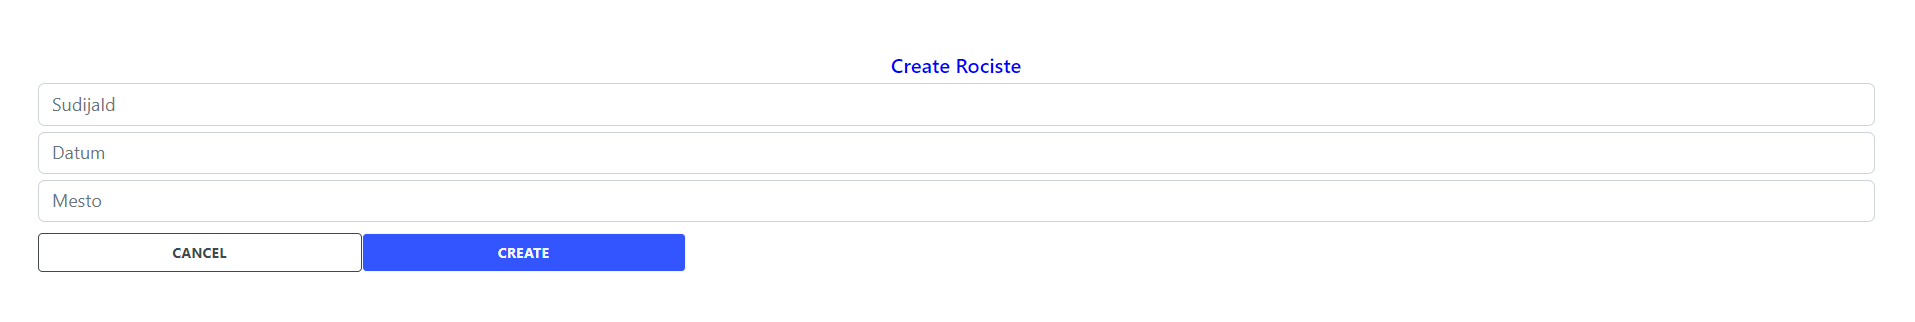 Create Rociste
SudijaId
Datum
Mesto
CANCEL CREATE